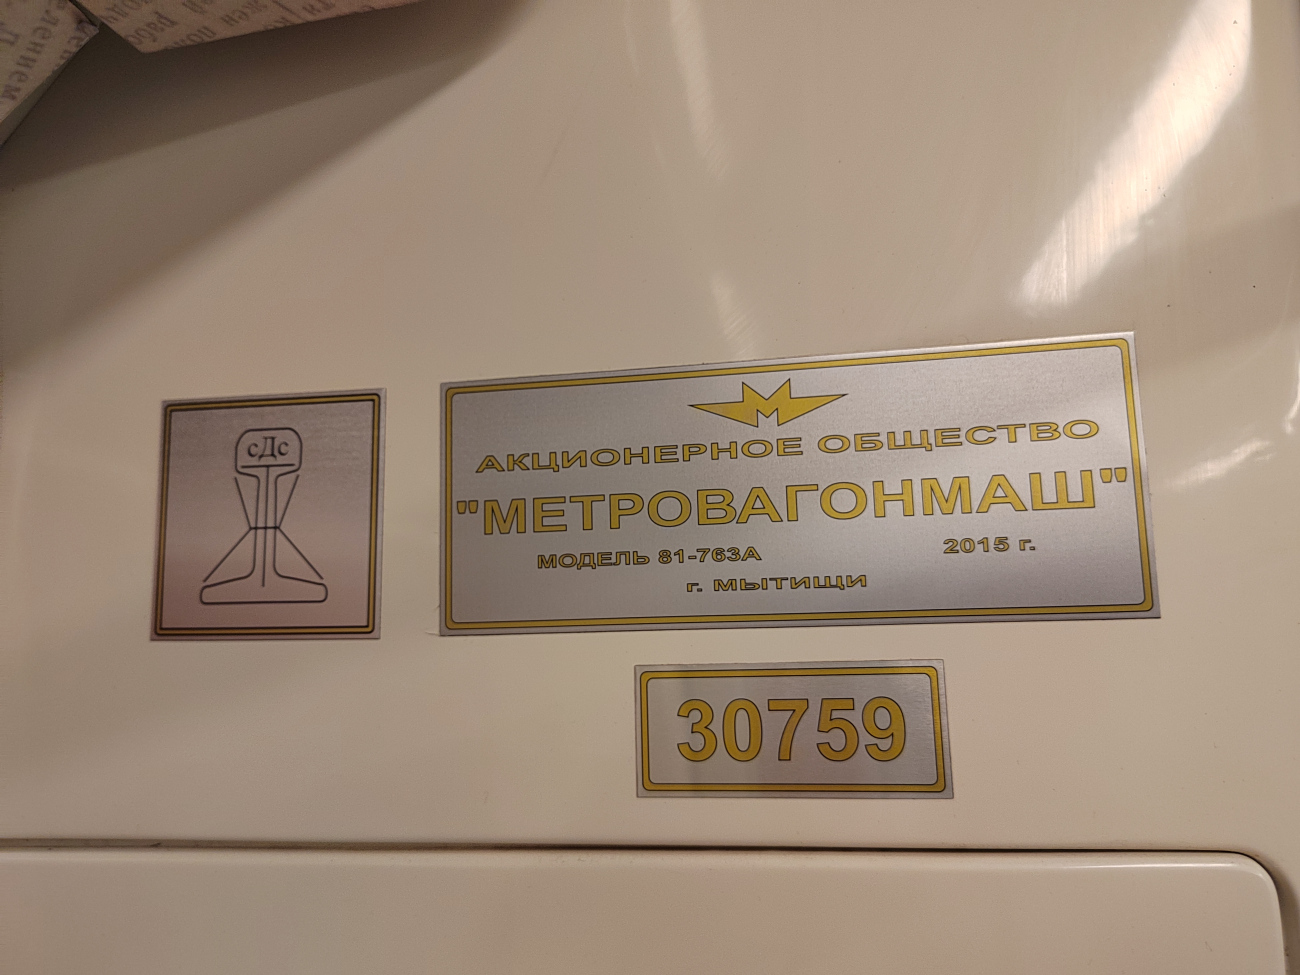 сДс
М
АКЦИОНЕРНОЕ ОБЩЕСТВО
"МЕТРОВАГОНМАШ"
МОДЕЛЬ 81-763А 2015 г.
г. МЫТИЩИ
30759